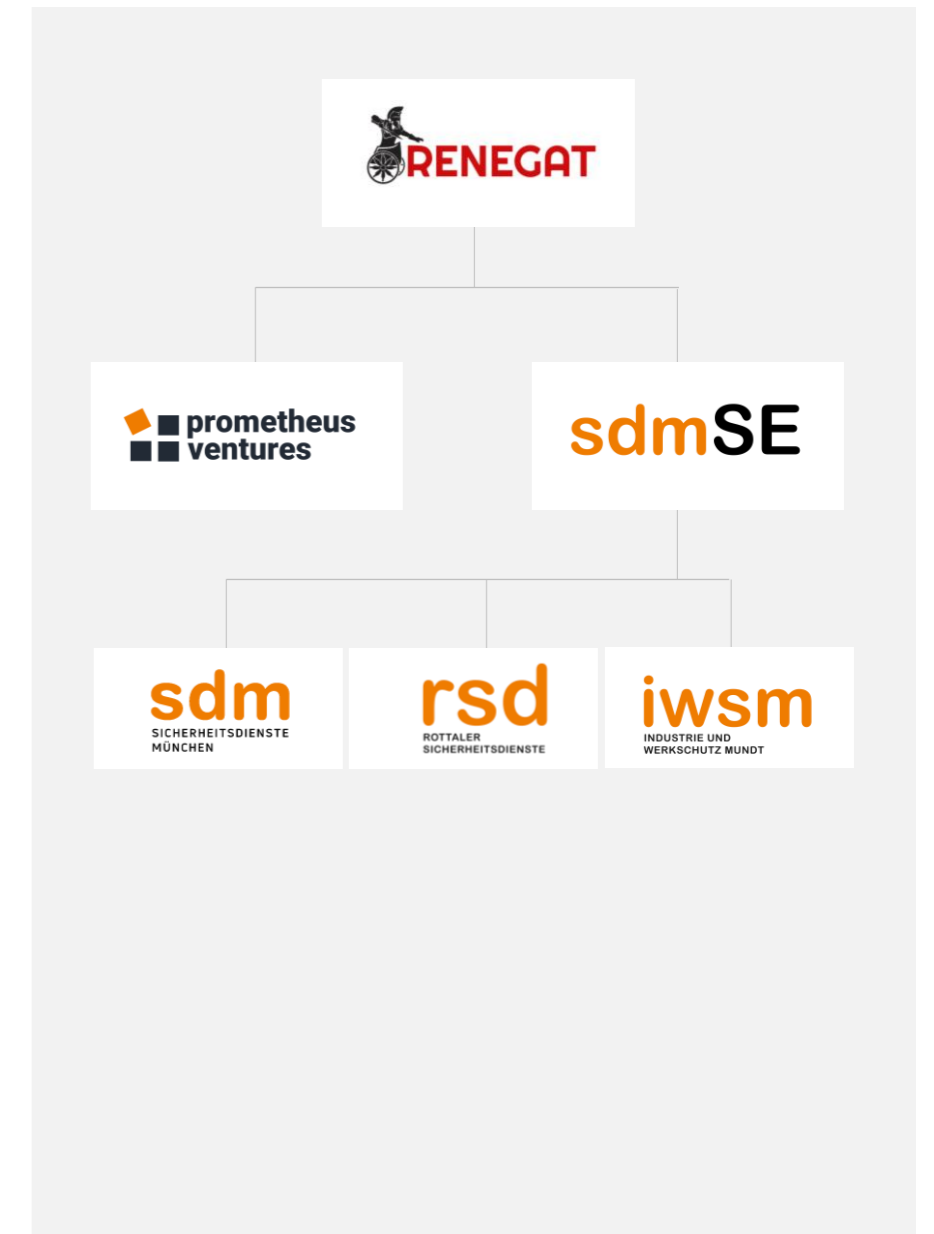 RENEGAT
prometheus
ventures
sdmSE
sdm
SICHERHEITSDIENSTE
MÜNCHEN
rsd
ROTTALER
SICHERHEITSDIENSTE
iwsm
INDUSTRIE UND
WERKSCHUTZ MUNDT